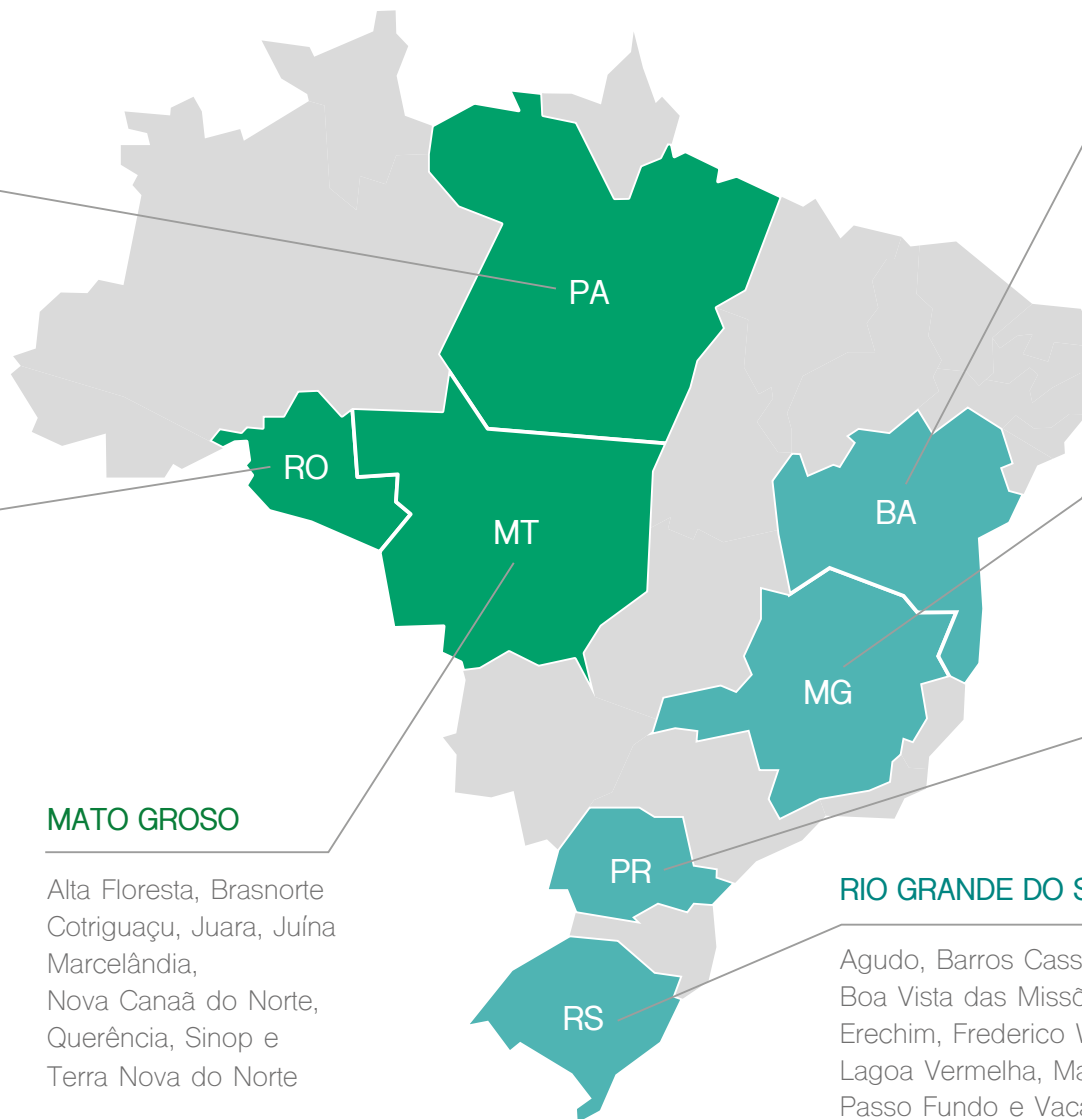 PA
RO
MT
BA
MG
PR
RS
MATO GROSO
Alta Floresta, Brasnorte
Cotriguaçu, Juara, Juína
Marcelândia,
Nova Canaã do Norte,
Querência, Sinop e
Terra Nova do Norte
RIO GRANDE DO
Agudo, Barros
Boa Vista das
Erechim, Frederico
Lagoa Vermelha,
Passo Fundo e